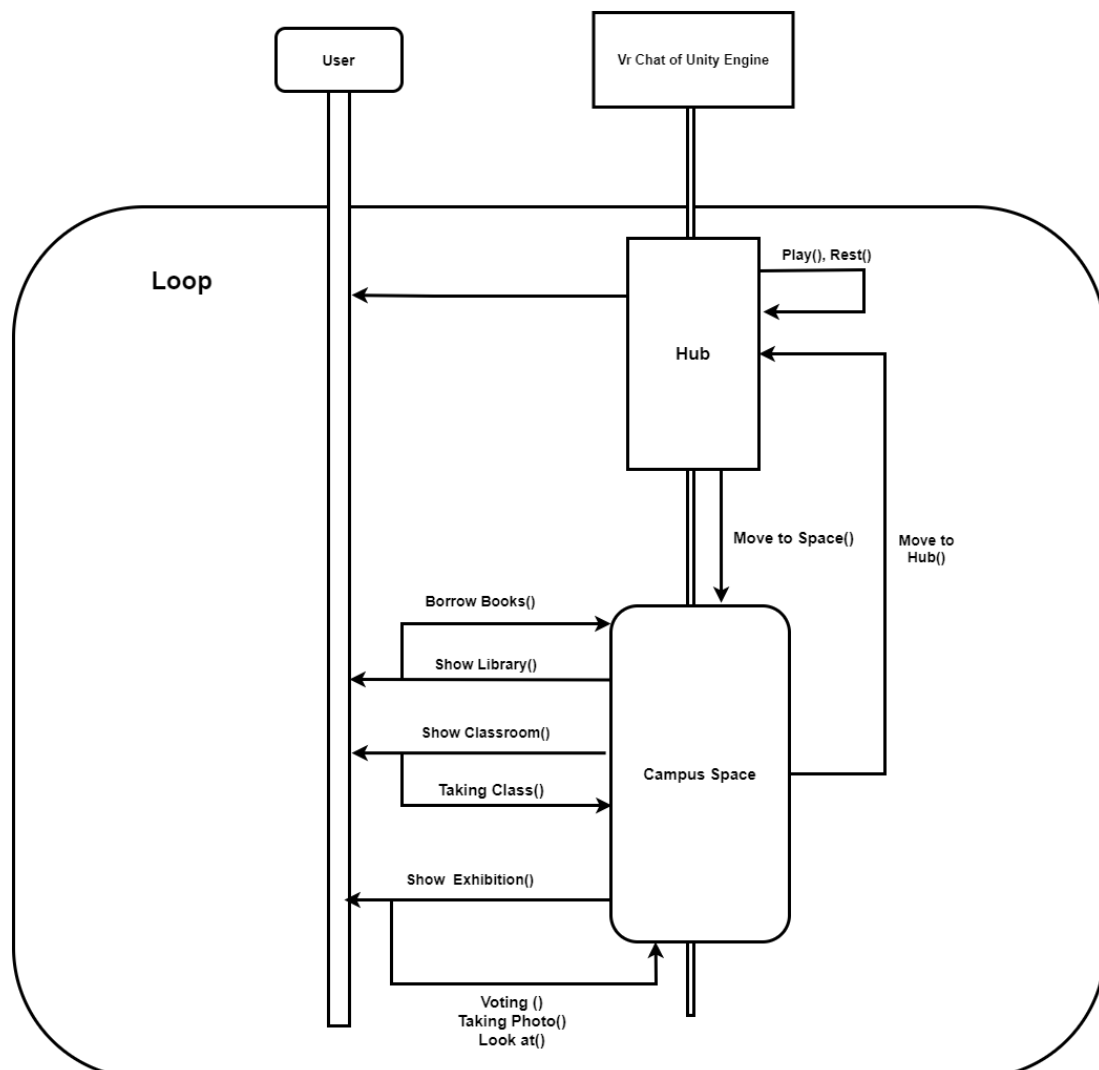 User
Vr Chat of Unity Engine
Loop
Play(), Rest()
Hub
Move to Space()
Move to
Hub()
Borrow Books()
Show Library()
Show Classroom()
Campus Space
Taking Class()
Show  Exhibition()
Voting ()
Taking Photo()
Look at()